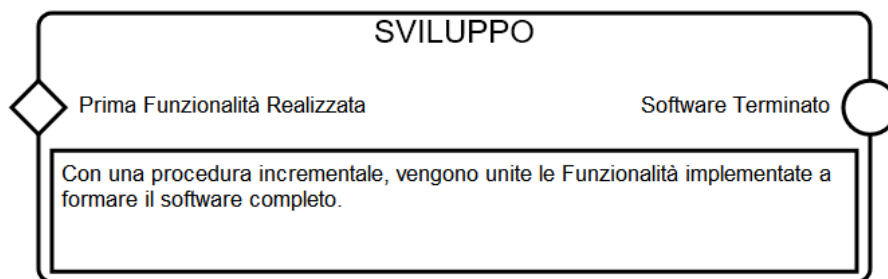 SVILUPPO
Prima Funzionalità Realizzata
Software Terminato
Con una procedura incrementale, vengono unite le Funzionalità implementate a
formare il software completo.